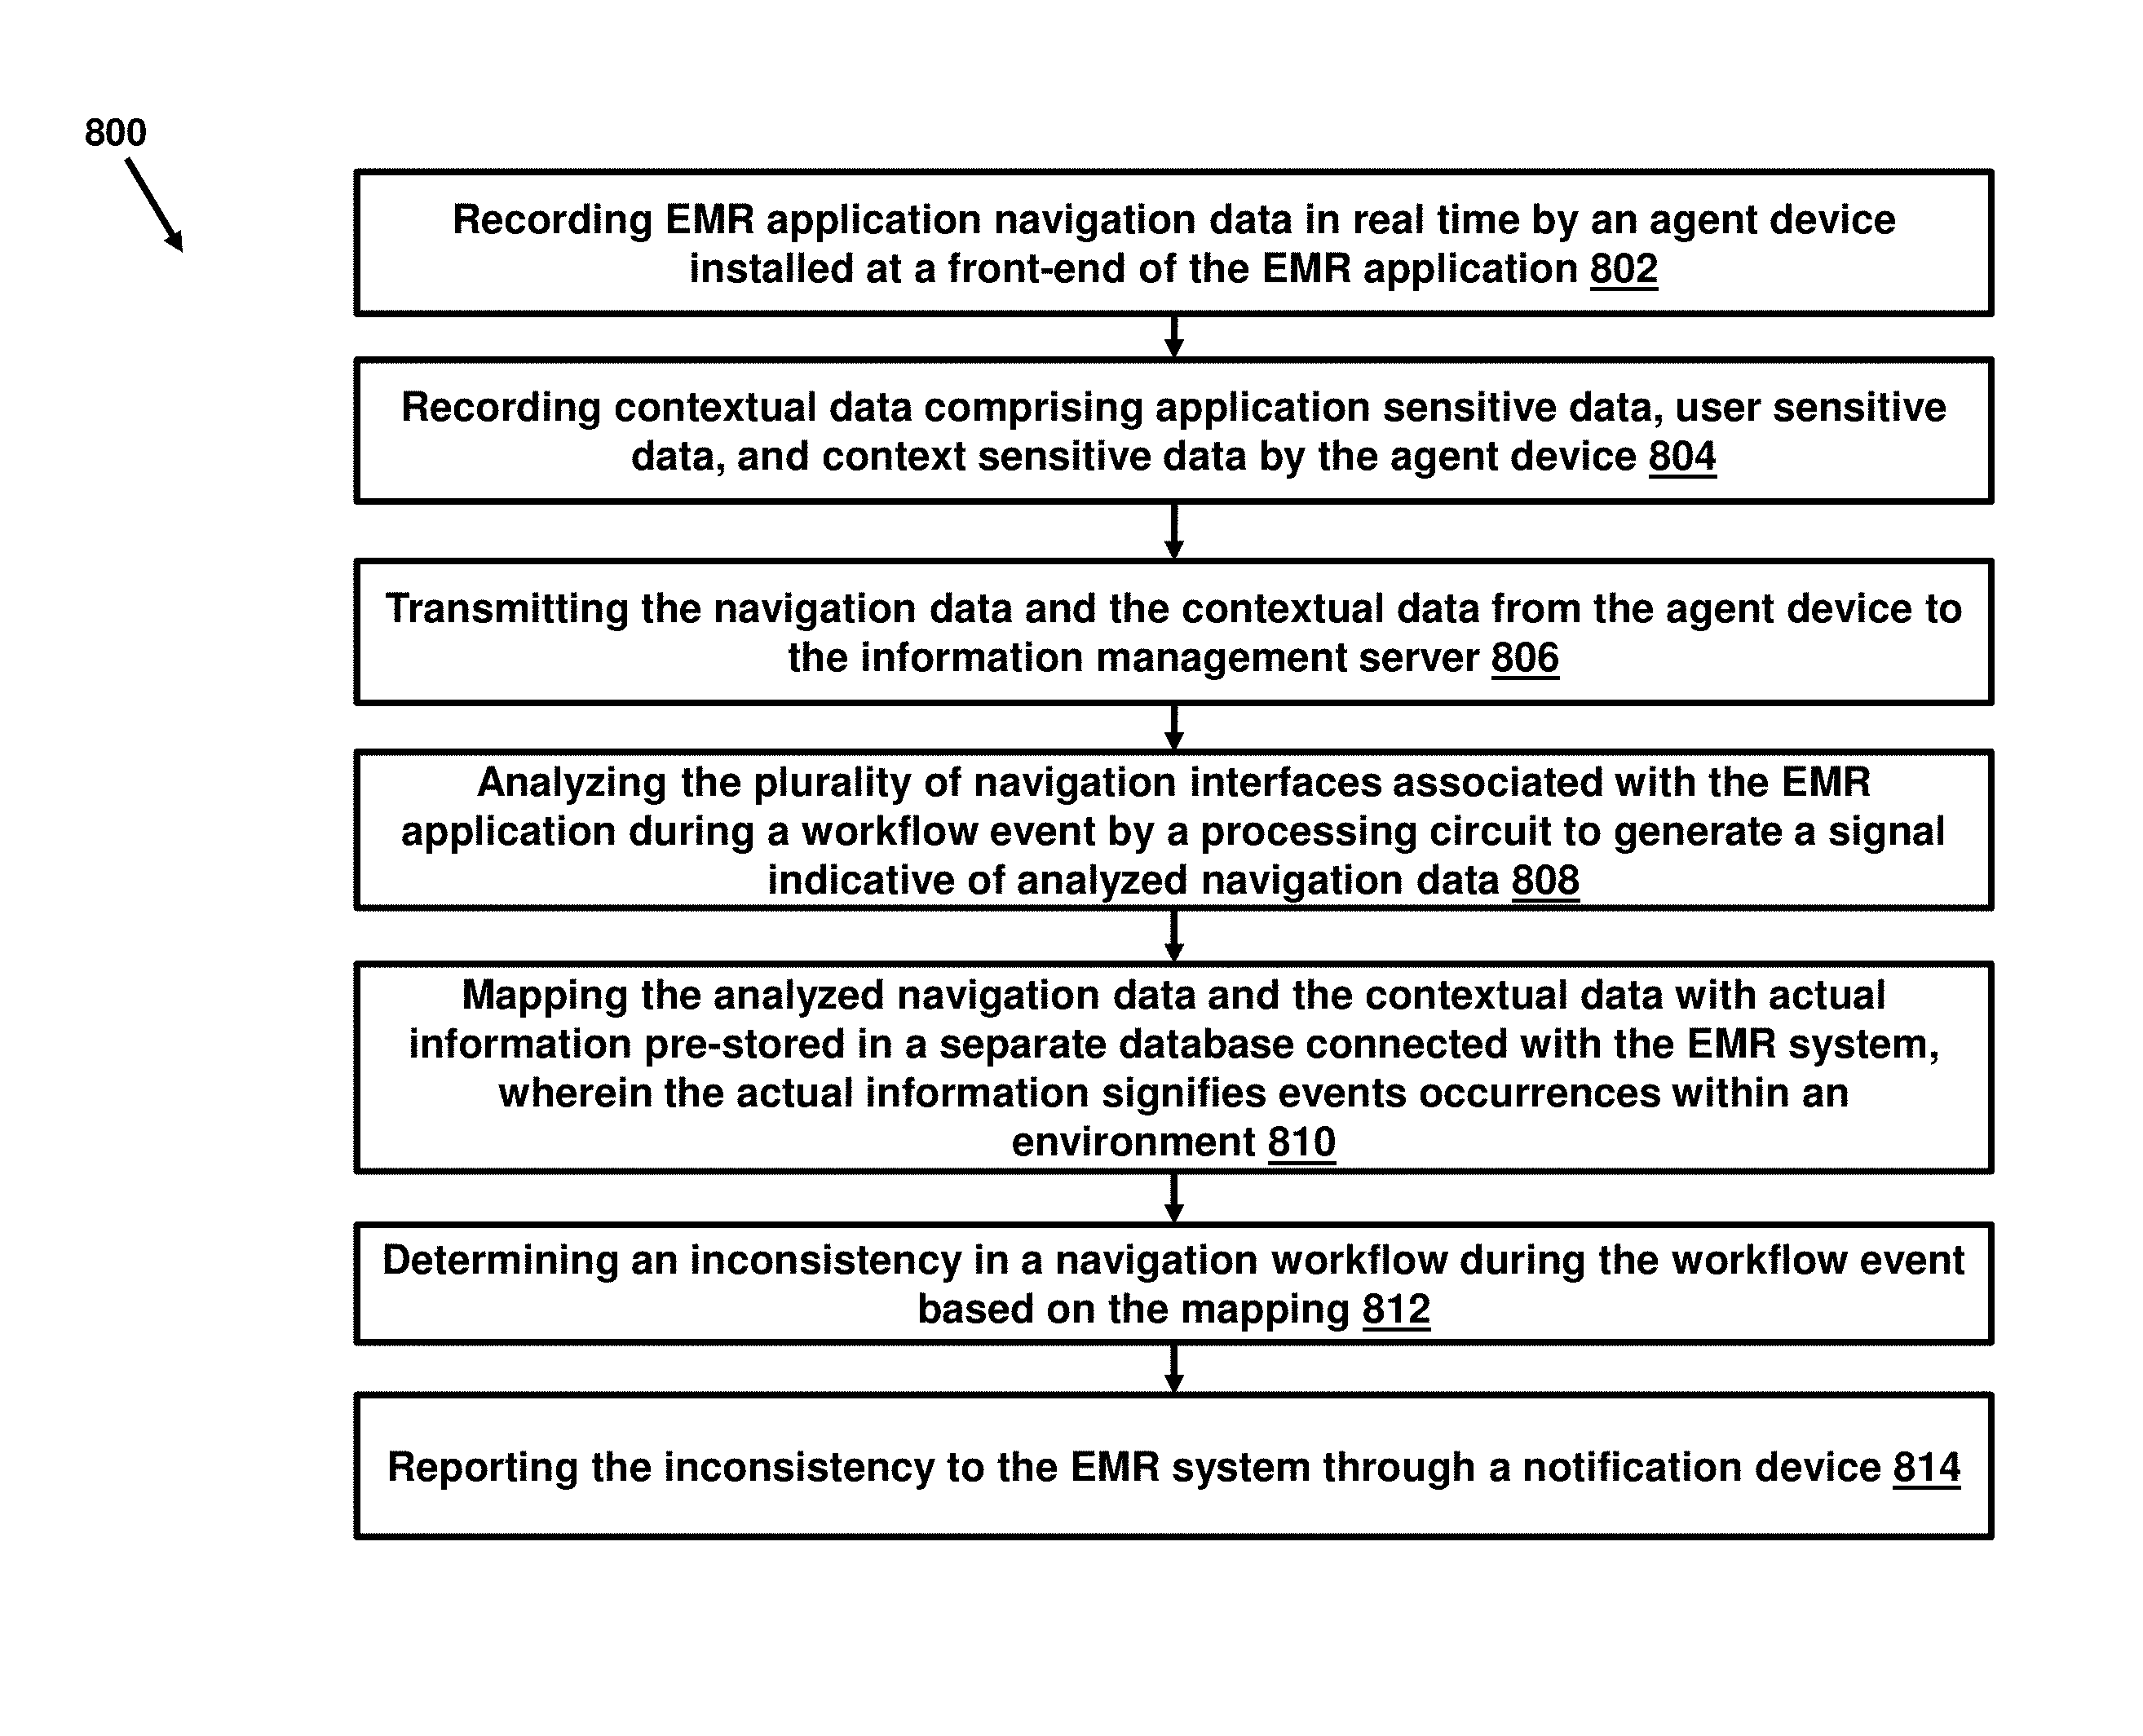 800
Recording EMR application navigation data in real time by an agent device
installed at a front-end of the EMR application 802
Recording contextual data comprising application sensitive data, user sensitive
data, and context sensitive data by the agent device 804
Transmitting the navigation data and the contextual data from the agent device to
the information management server 806
Analyzing the plurality of navigation interfaces associated with the EMR
application during a workflow event by a processing circuit to generate a signal
indicative of analyzed navigation data 808
Mapping the analyzed navigation data and the contextual data with actual
information pre-stored in a separate database connected with the EMR system,
wherein the actual information signifies events occurrences within an
environment 810
Determining an inconsistency in a navigation workflow during the workflow event
based on the mapping 812
Reporting the inconsistency to the EMR system through a notification device 814